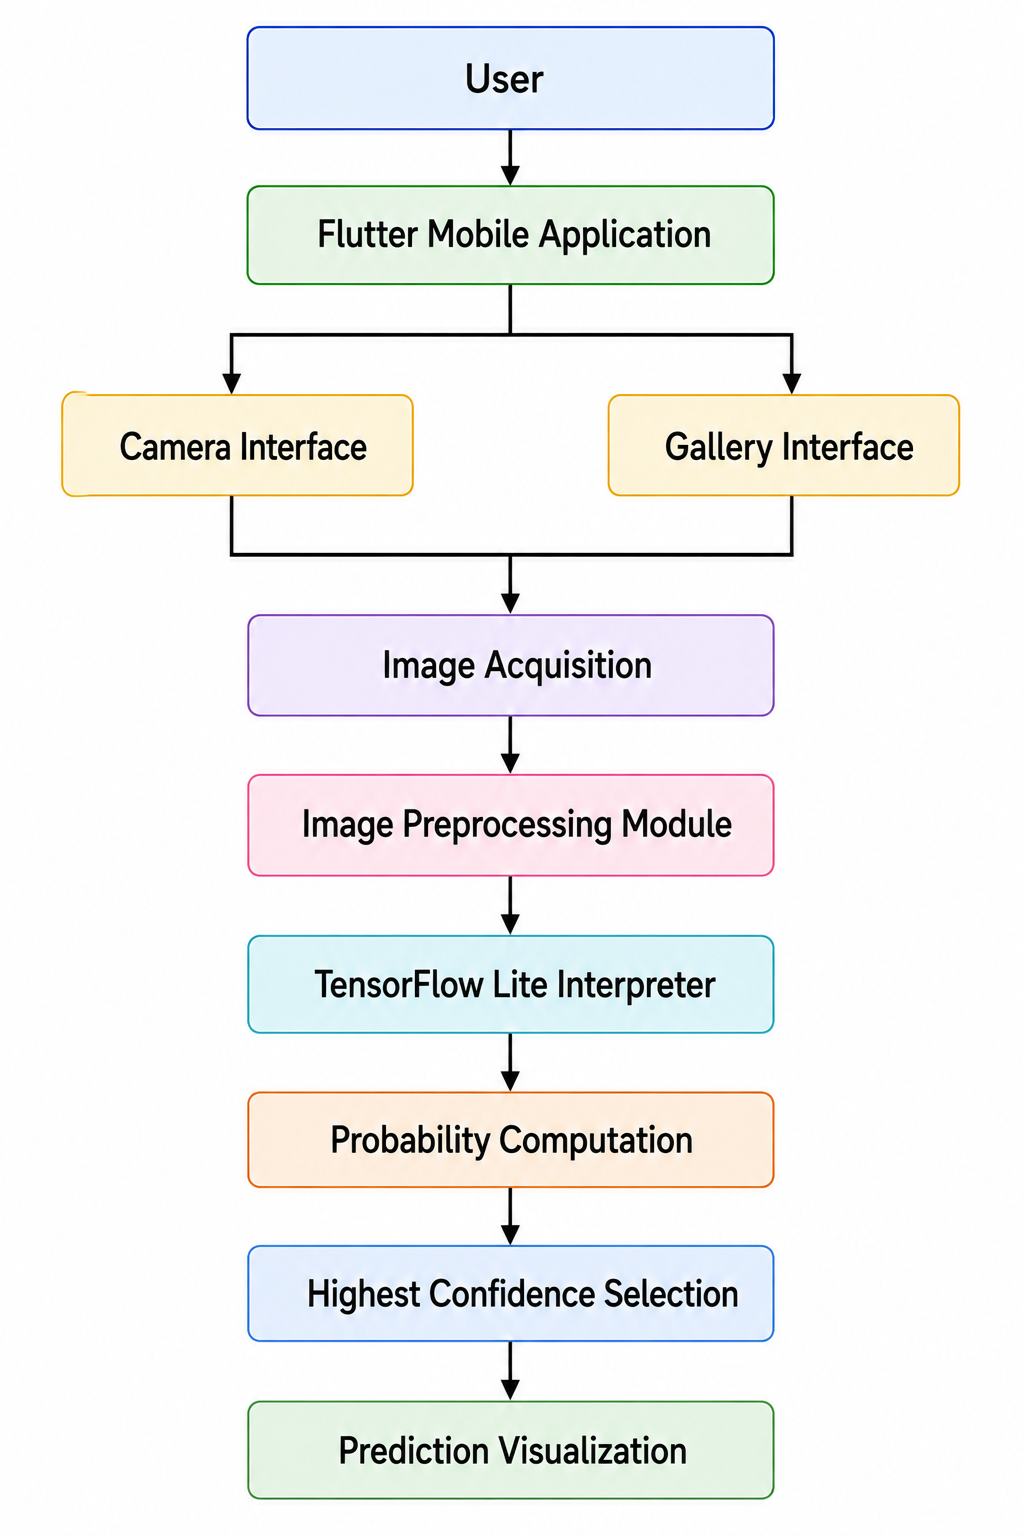 User
Flutter Mobile Application
Camera Interface
Gallery Interface
Image Acquisition
Image Preprocessing Module
TensorFlow Lite Interpreter
Probability Computation
Highest Confidence Selection
Prediction Visualization